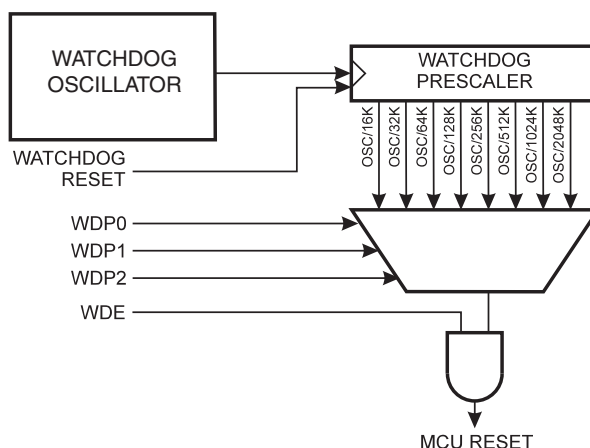 WATCHDOG
OSCILLATOR
WATCHDOG
PRESCALER
WATCHDOG
RESET
OSC/16K
OSC/32K
OSC/64K
OSC/128K
OSC/256K
OSC/512K
OSC/1024K
OSC/2048K
WDP0
WDP1
WDP2
WDE
MCU RESET